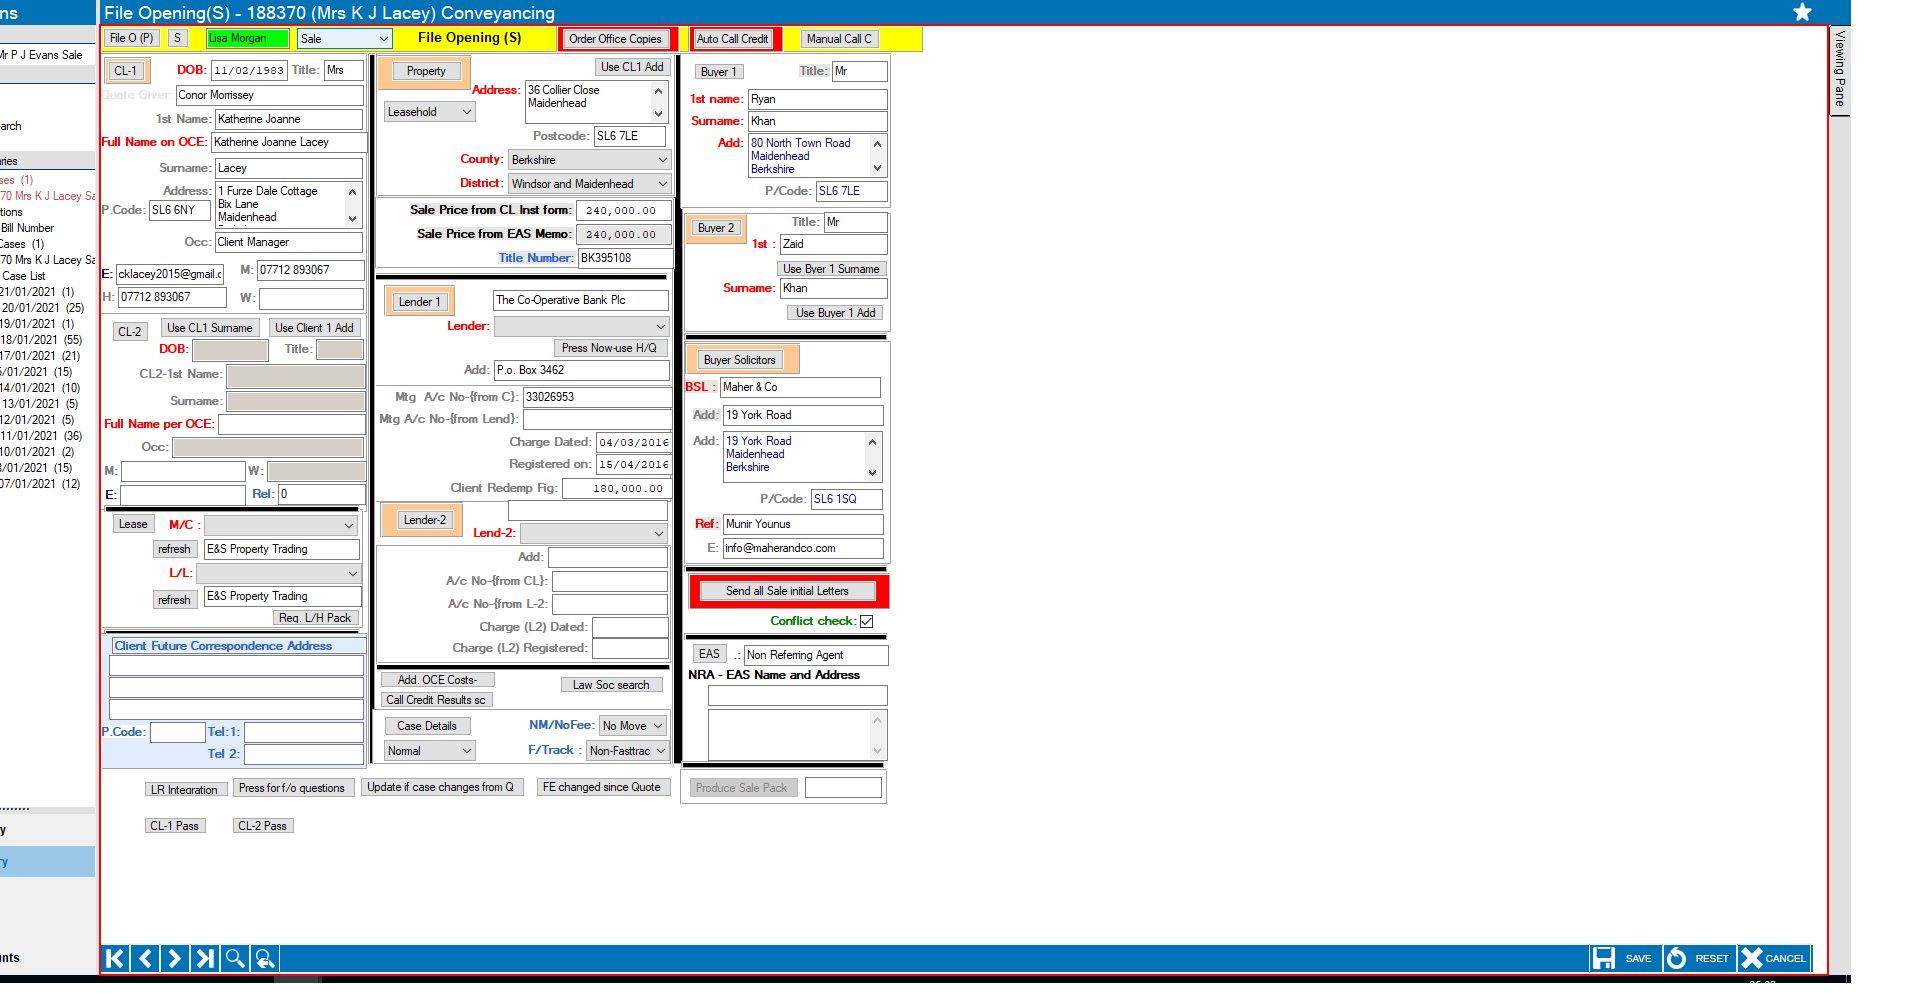 ns
File Opening(S) - 188370 (Mrs K J Lacey) Conveyancing
Viewing Pane
File O (P) S Lisa Morgan Sale File Opening (S) Order Office Copies Auto Call Credit Manual Call C
Mr P J Evans Sale
earch
ries
ses (1)
70 Mrs K J Lacey Sa
tions
Bill Number
Cases (1)
70 Mrs K J Lacey Sa
Case List
21/01/2021 (1)
20/01/2021 (25)
19/01/2021 (1)
18/01/2021 (55)
17/01/2021 (21)
5/01/2021 (15)
14/01/2021 (10)
13/01/2021 (5)
12/01/2021 (5)
11/01/2021 (36)
10/01/2021 (2)
8/01/2021 (15)
07/01/2021 (12)
y
ry
unts
CL-1 DOB: 11/02/1983 Title: Mrs
Quote Giver: Conor Morrissey
1st Name: Katherine Joanne
Full Name on OCE: Katherine Joanne Lacey
Surname: Lacey
Address: 1 Furze Dale Cottage
Bix Lane
Maidenhead
P.Code: SL6 6NY
Occ: Client Manager
E: cklacey2015@gmail.c M: 07712 893067
H: 07712 893067 W:
CL-2 Use CL1 Surname Use Client 1 Add
DOB: Title:
CL2-1st Name:
Surname:
Full Name per OCE:
Occ:
M: W:
E: Rel: 0
Lease M/C :
refresh E&S Property Trading
L/L:
refresh E&S Property Trading
Req. L/H Pack
Client Future Correspondence Address
P.Code: Tel:1:
Tel 2:
LR Integration Press for f/o questions Update if case changes from Q FE changed since Quote
CL-1 Pass CL-2 Pass
Property Use CL1 Add
Address: 36 Collier Close
Maidenhead
Leasehold
Postcode: SL6 7LE
County: Berkshire
District: Windsor and Maidenhead
Sale Price from CL Inst form: 240,000.00
Sale Price from EAS Memo: 240,000.00
Title Number: BK395108
Lender 1 The Co-Operative Bank Plc
Lender:
Press Now-use H/Q
Add: P.o. Box 3462
Mtg A/c No-{from C}: 33026953
Mtg A/c No-{from Lend}:
Charge Dated: 04/03/2016
Registered on: 15/04/2016
Client Redemp Fig: 180,000.00
Lender-2
Lend-2:
Add:
A/c No-{from CL}:
A/c No-{from L-2:
Charge (L2) Dated:
Charge (L2) Registered:
Add. OCE Costs-
Call Credit Results sc Law Soc search
Case Details NM/NoFee: No Move
Normal F/Track : Non-Fasttrac
Buyer 1 Title: Mr
1st name: Ryan
Surname: Khan
Add: 80 North Town Road
Maidenhead
Berkshire
P/Code: SL6 7LE
Buyer 2 Title: Mr
1st : Zaid
Use Byer 1 Surname
Surname: Khan
Use Buyer 1 Add
Buyer Solicitors
BSL : Maher & Co
Add: 19 York Road
Add: 19 York Road
Maidenhead
Berkshire
P/Code: SL6 1SQ
Ref: Munir Younus
E: info@maherandco.com
Send all Sale initial Letters
Conflict check:
EAS .: Non Referring Agent
NRA - EAS Name and Address
Produce Sale Pack
SAVE RESET CANCEL